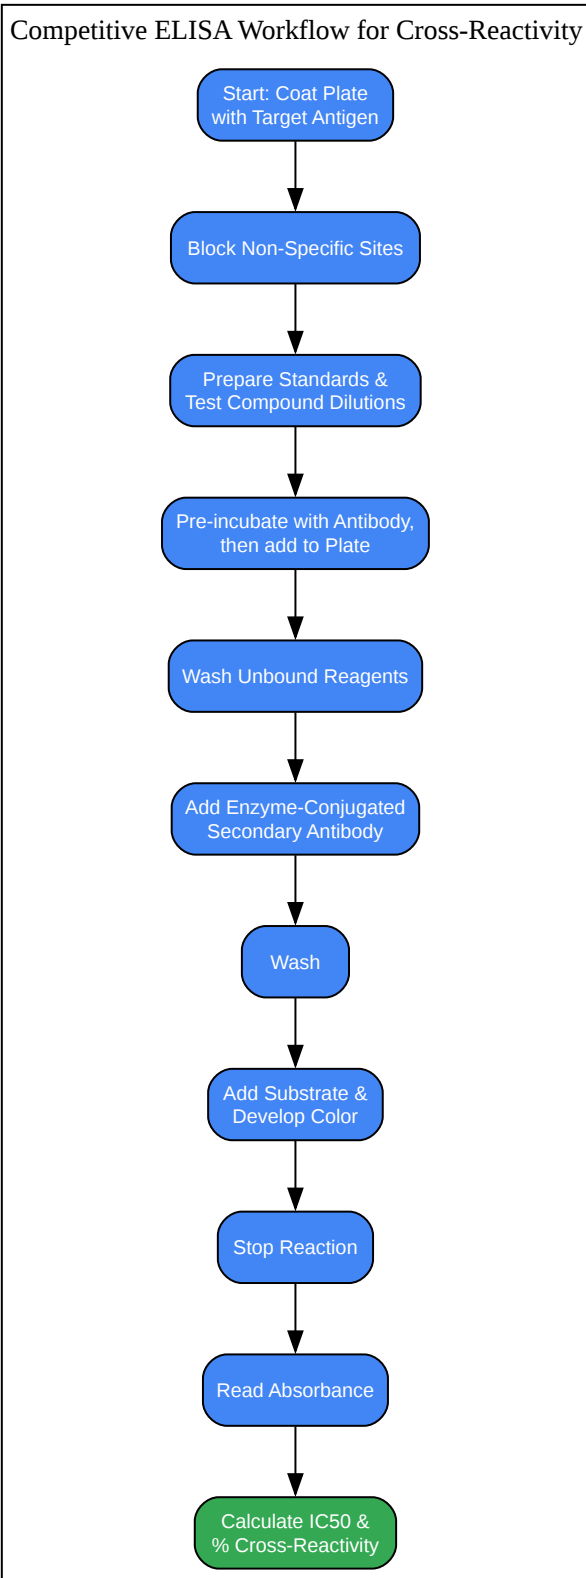 Competitive ELISA Workflow for Cross-Reactivity
Start: Coat Plate
with Target Antigen
Block Non-Specific Sites
Prepare Standards &
Test Compound Dilutions
Pre-incubate with Antibody,
then add to Plate
Wash Unbound Reagents
Add Enzyme-Conjugated
Secondary Antibody
Wash
Add Substrate &
Develop Color
Stop Reaction
Read Absorbance
Calculate IC50 &
% Cross-Reactivity